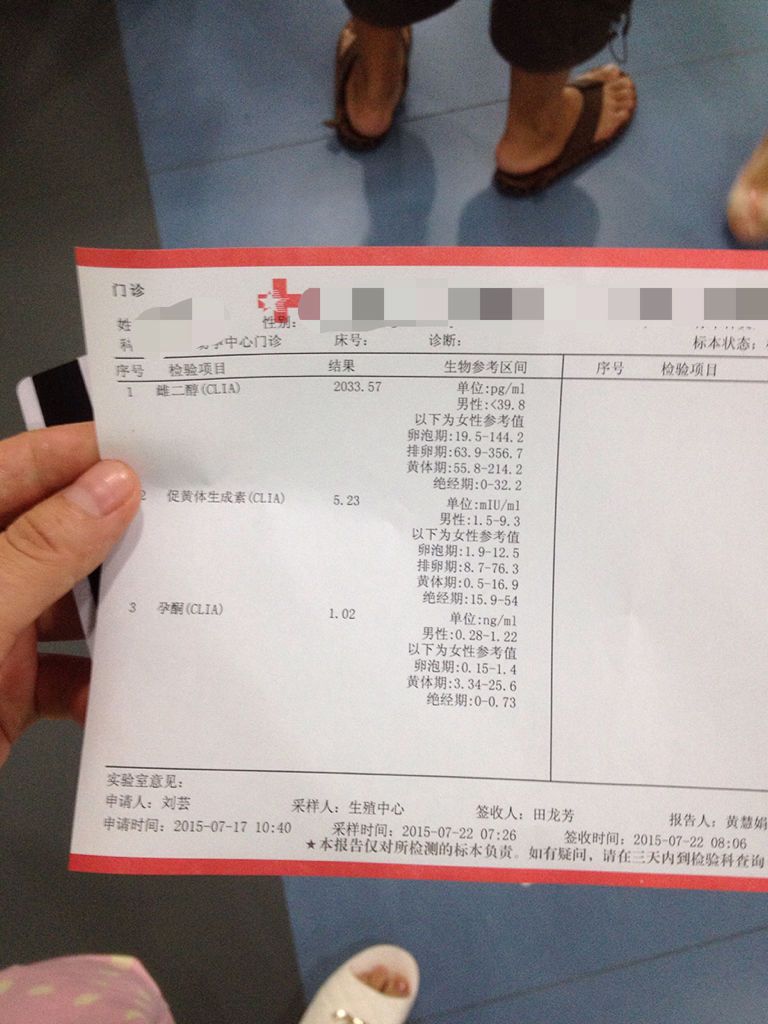 门诊
姓 性别:
科 中心门诊 床号: 诊断: 标本状态:
序号 检验项目 结果 生物参考区间 序号 检验项目
1 雌二醇(CLIA) 2033.57 单位:pg/ml
男性:<39.8
以下为女性参考值
卵泡期:19.5-144.2
排卵期:63.9-356.7
黄体期:55.8-214.2
绝经期:0-32.2
2 促黄体生成素(CLIA) 5.23 单位:mIU/ml
男性:1.5-9.3
以下为女性参考值
卵泡期:1.9-12.5
排卵期:8.7-76.3
黄体期:0.5-16.9
绝经期:15.9-54
3 孕酮(CLIA) 1.02 单位:ng/ml
男性:0.28-1.22
以下为女性参考值
卵泡期:0.15-1.4
黄体期:3.34-25.6
绝经期:0-0.73
实验室意见:
申请人: 刘芸 采样人: 生殖中心 签收人: 田龙芳 报告人: 黄慧娟
申请时间: 2015-07-17 10:40 采样时间: 2015-07-22 07:26 签收时间: 2015-07-22 08:06
★本报告仅对所检测的标本负责。如有疑问, 请在三天内到检验科查询